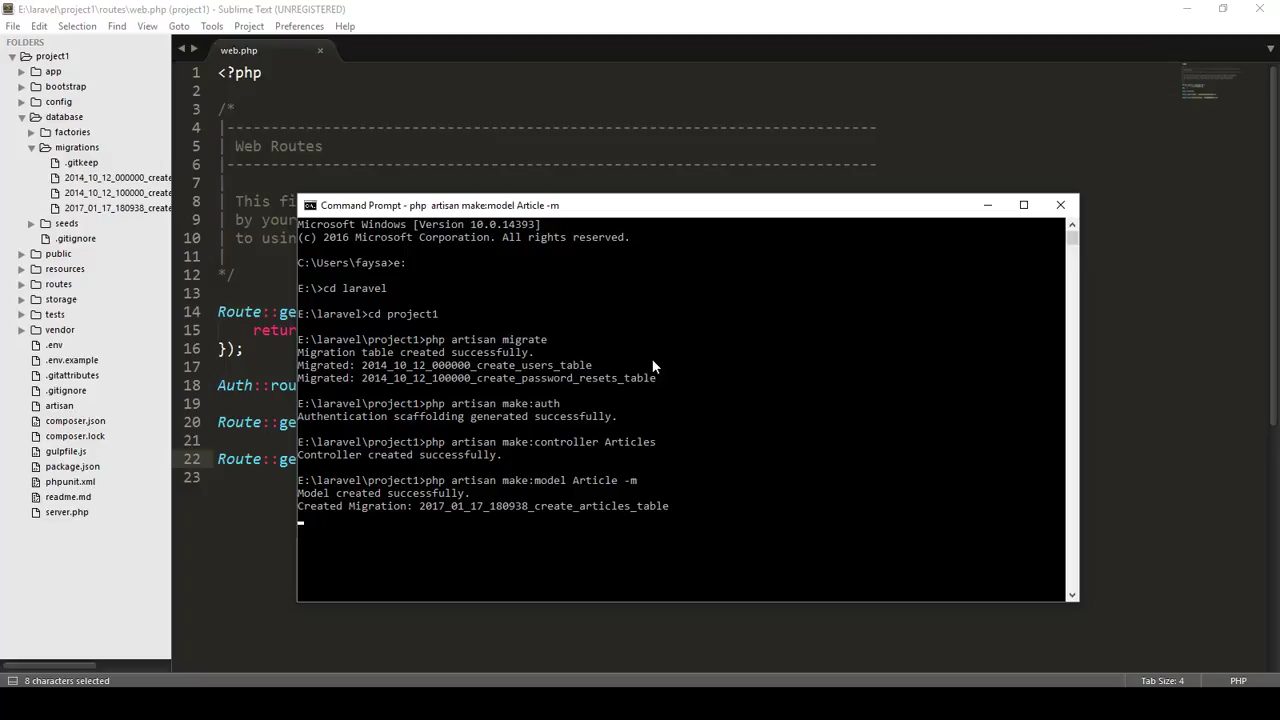 E:\laravel\project1\routes\web.php (project1) - Sublime Text (UNREGISTERED)
File Edit Selection Find View Goto Tools Project Preferences Help
FOLDERS
project1
app
bootstrap
config
database
factories
migrations
.gitkeep
2014_10_12_000000_create
2014_10_12_100000_create
2017_01_17_180938_create
seeds
.gitignore
public
resources
routes
storage
tests
vendor
.env
.env.example
.gitattributes
.gitignore
artisan
composer.json
composer.lock
gulpfile.js
package.json
phpunit.xml
readme.md
server.php
web.php
1 <?php
2
3 /*
4 |--------------------------------------------------------------------------
5 | Web Routes
6 |--------------------------------------------------------------------------
7 |
8 | This fi
9 | by your
10 | to usin
11 |
12 */
13
14 Route::ge
15 retur
16 });
17
18 Auth::rou
19
20 Route::ge
21
22 Route::ge
23
Command Prompt - php artisan make:model Article -m
Microsoft Windows [Version 10.0.14393]
(c) 2016 Microsoft Corporation. All rights reserved.
C:\Users\faysa>e:
E:\>cd laravel
E:\laravel>cd project1
E:\laravel\project1>php artisan migrate
Migration table created successfully.
Migrated: 2014_10_12_000000_create_users_table
Migrated: 2014_10_12_100000_create_password_resets_table
E:\laravel\project1>php artisan make:auth
Authentication scaffolding generated successfully.
E:\laravel\project1>php artisan make:controller Articles
Controller created successfully.
E:\laravel\project1>php artisan make:model Article -m
Model created successfully.
Created Migration: 2017_01_17_180938_create_articles_table
8 characters selected
Tab Size: 4
PHP